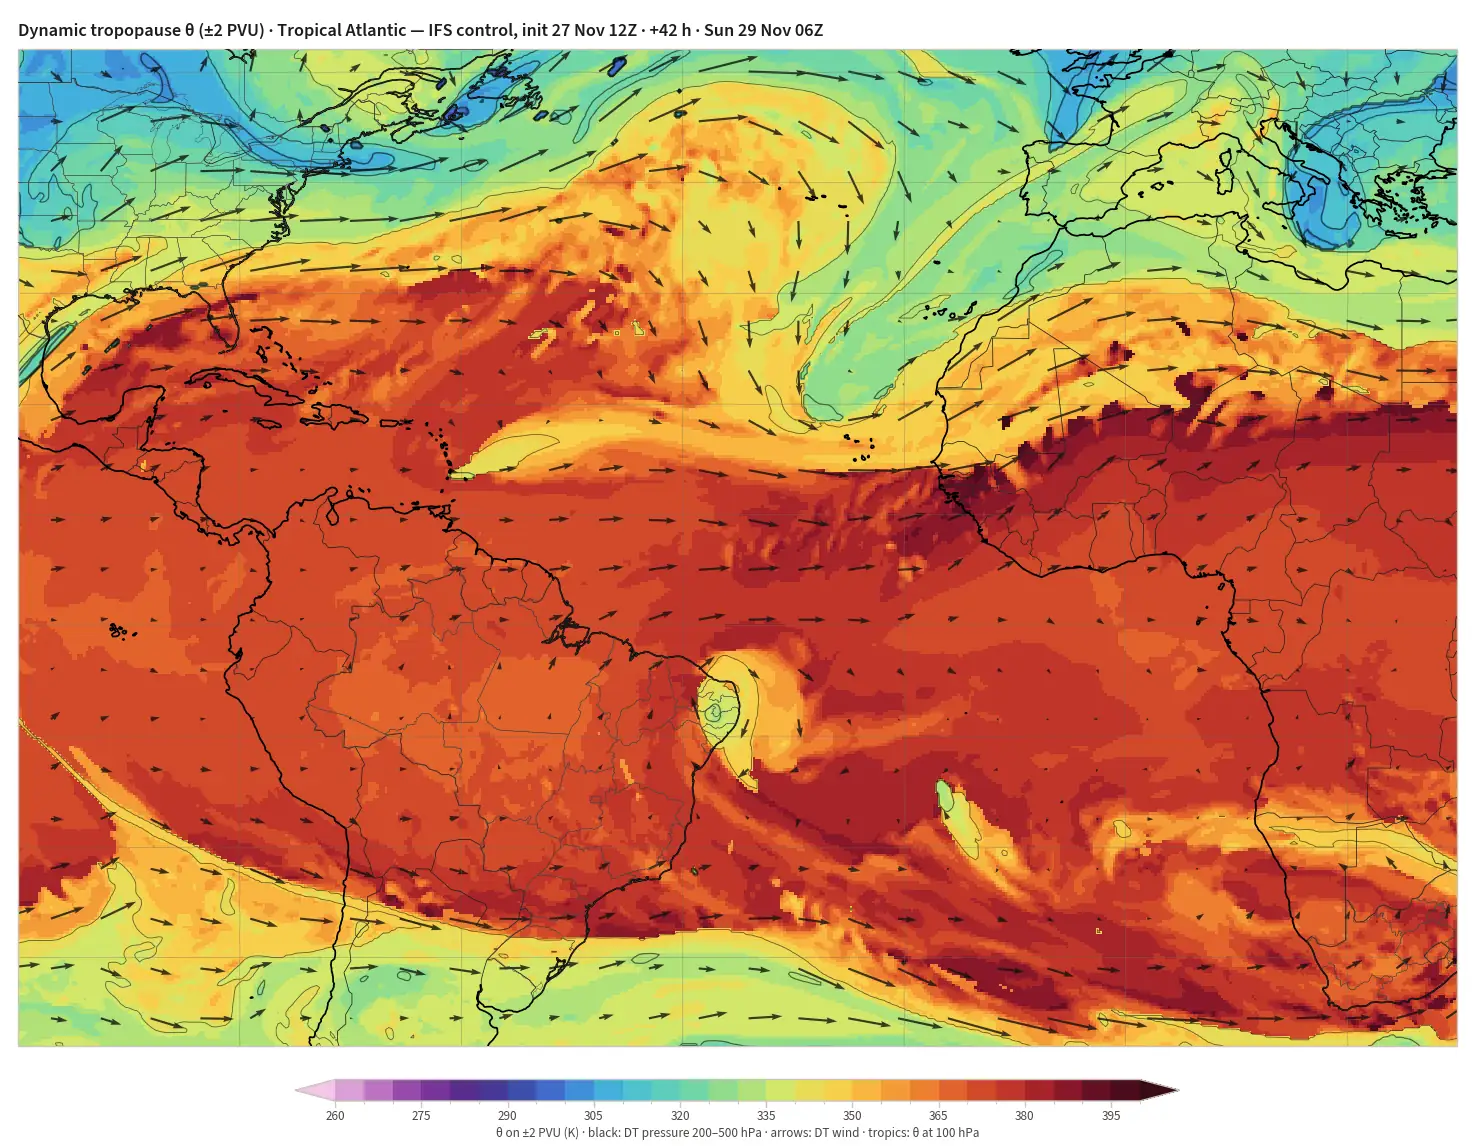 Dynamic tropopause θ (±2 PVU) · Tropical Atlantic — IFS control, init 27 Nov 12Z · +42 h · Sun 29 Nov 06Z
260 275 290 305 320 335 350 365 380 395
θ on ±2 PVU (K) · black: DT pressure 200–500 hPa · arrows: DT wind · tropics: θ at 100 hPa